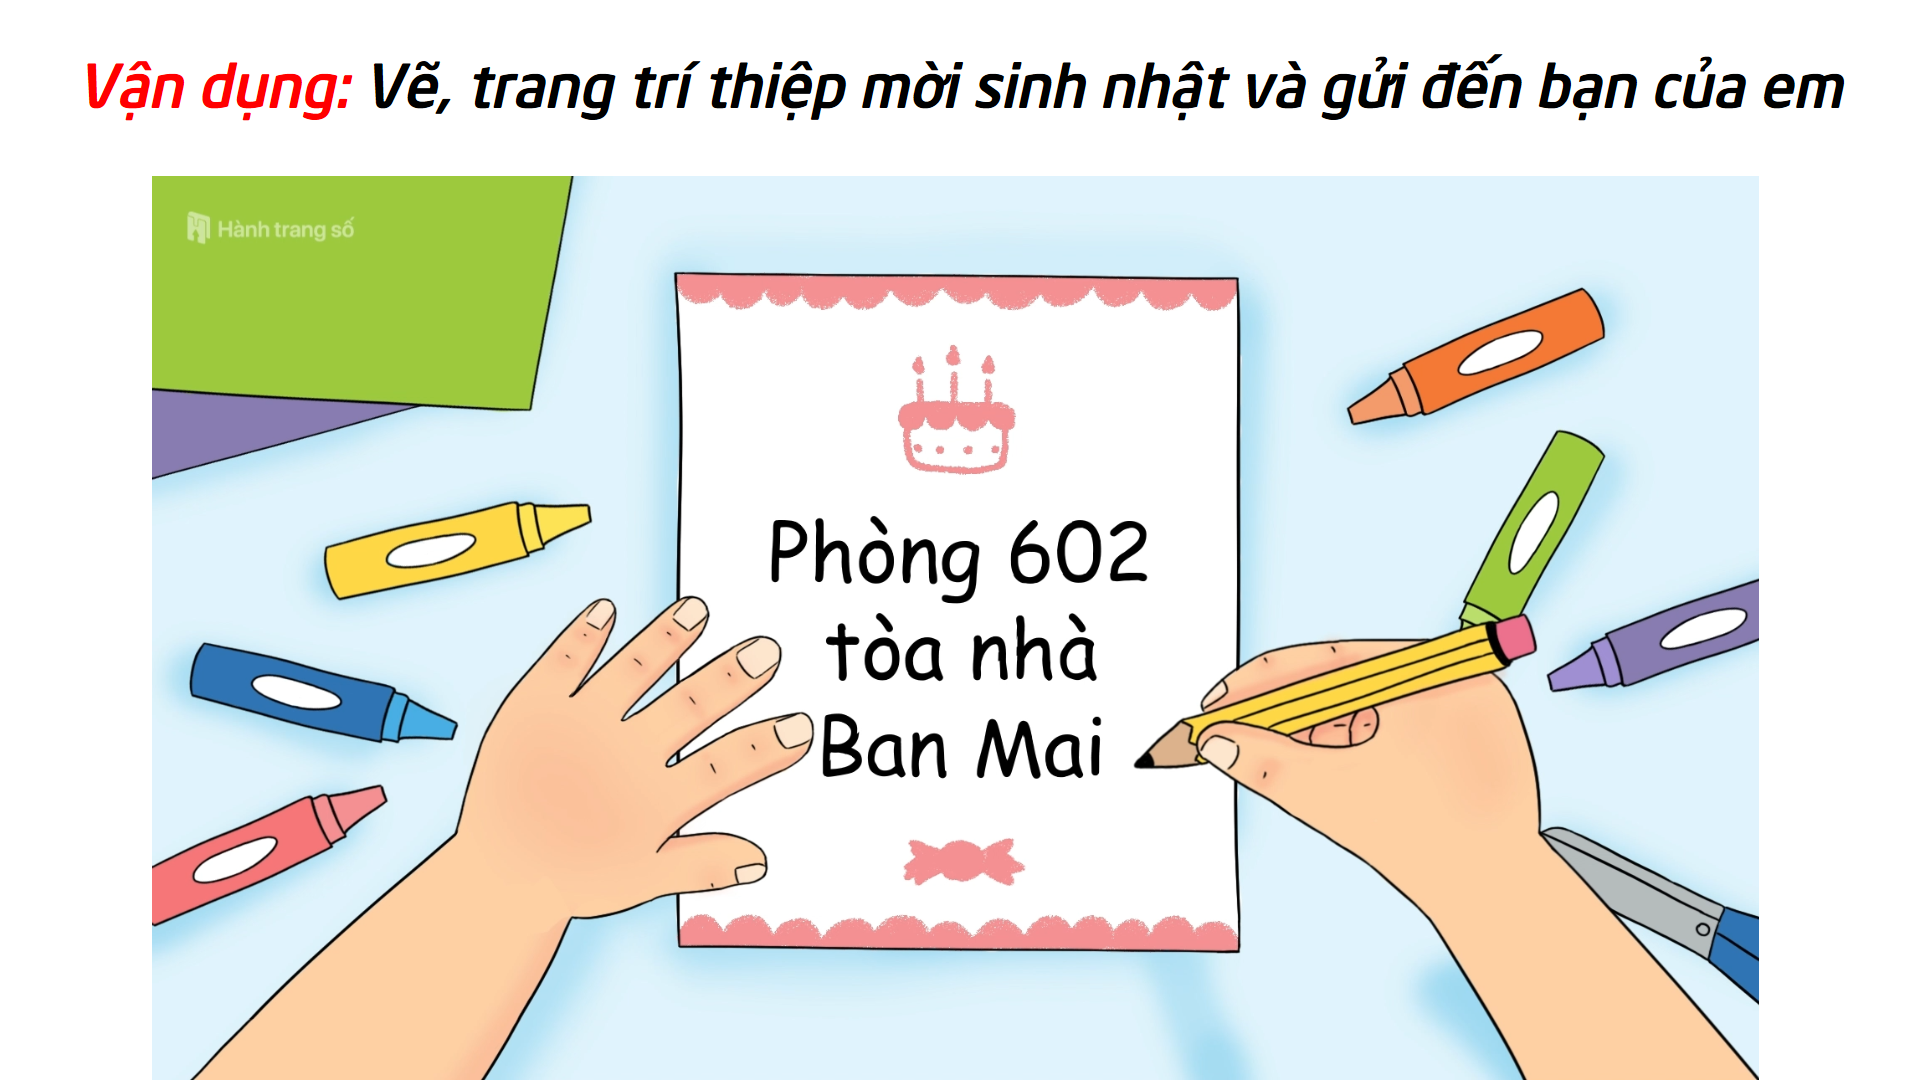 Vận dụng: Vẽ, trang trí thiệp mời sinh nhật và gửi đến bạn của em
Hành trang số
Phòng 602
tòa nhà
Ban Mai